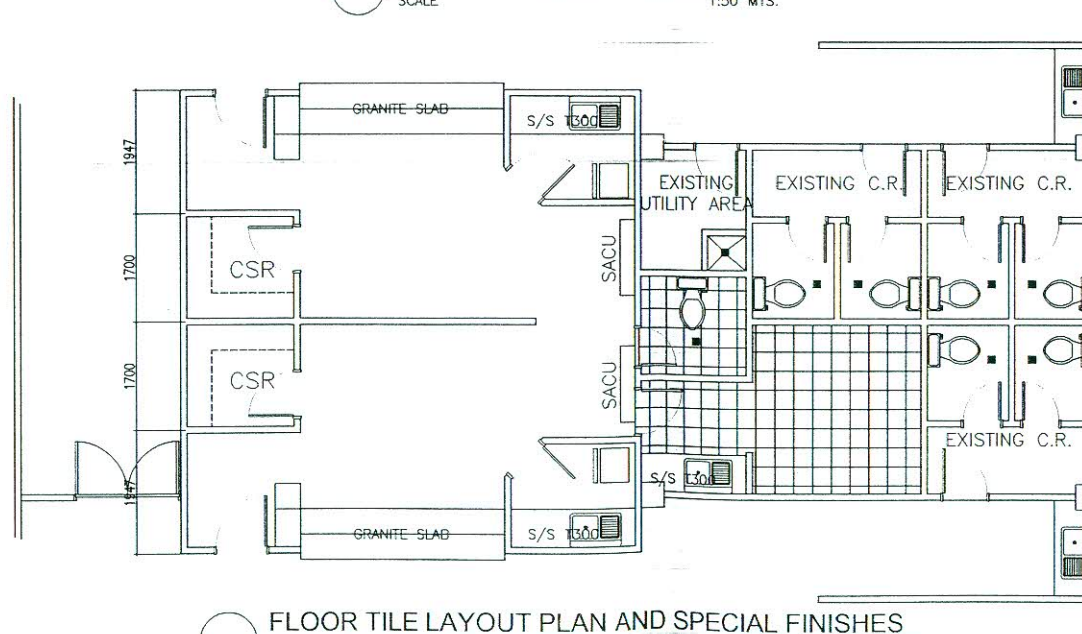 SCALE
1:50 MTS.
GRANITE SLAB
S/S T300
1947
EXISTING
UTILITY AREA
EXISTING C.R.
EXISTING C.R.
CSR
SACU
1700
CSR
SACU
1700
EXISTING C.R.
S/S T300
1947
GRANITE SLAB
S/S T300
FLOOR TILE LAYOUT PLAN AND SPECIAL FINISHES